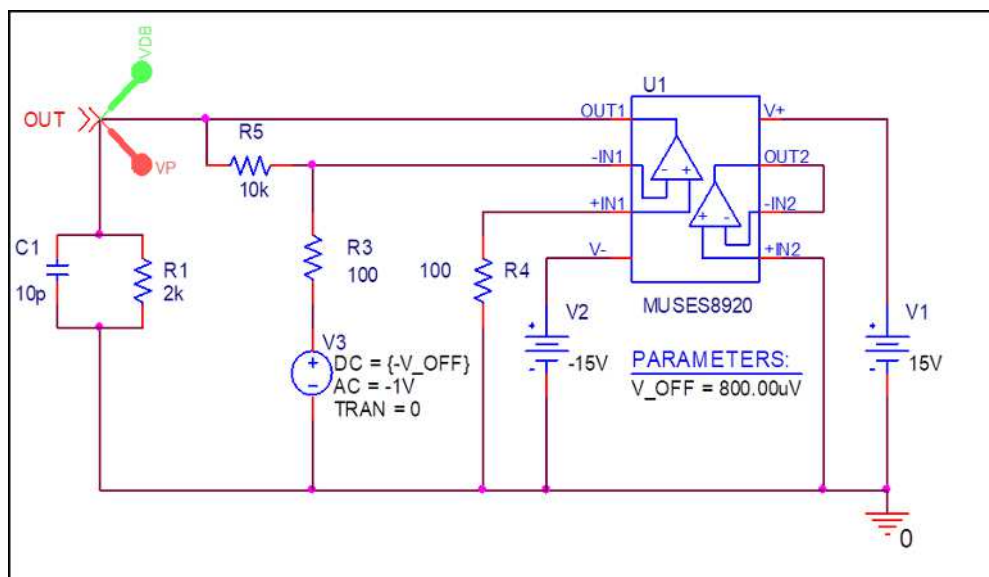 VDB
OUT
VP
R5
10k
U1
OUT1
V+
-IN1
OUT2
+IN1
-IN2
V-
+IN2
- +
+ -
MUSES8920
C1
10p
R1
2k
R3
100
100
R4
V3
+
-
DC = {-V_OFF}
AC = -1V
TRAN = 0
V2
+
-
-15V
PARAMETERS:
V_OFF = 800.00uV
V1
+
-
15V
0